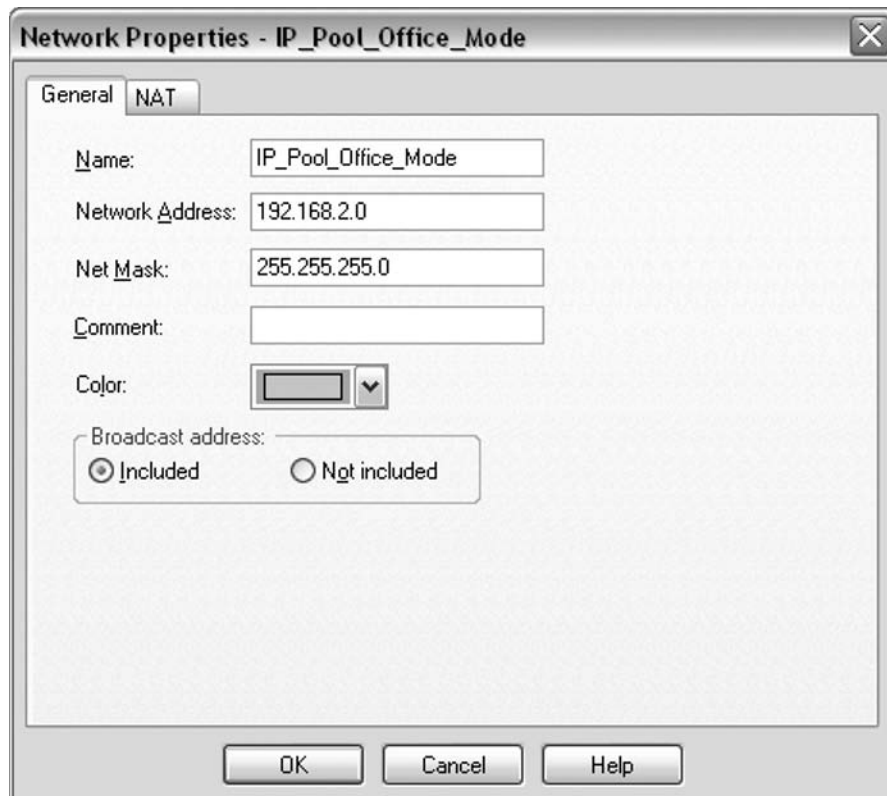 Network Properties - IP_Pool_Office_Mode
General NAT
Name: IP_Pool_Office_Mode
Network Address: 192.168.2.0
Net Mask: 255.255.255.0
Comment:
Color:
Broadcast address:
Included Not included
OK Cancel Help